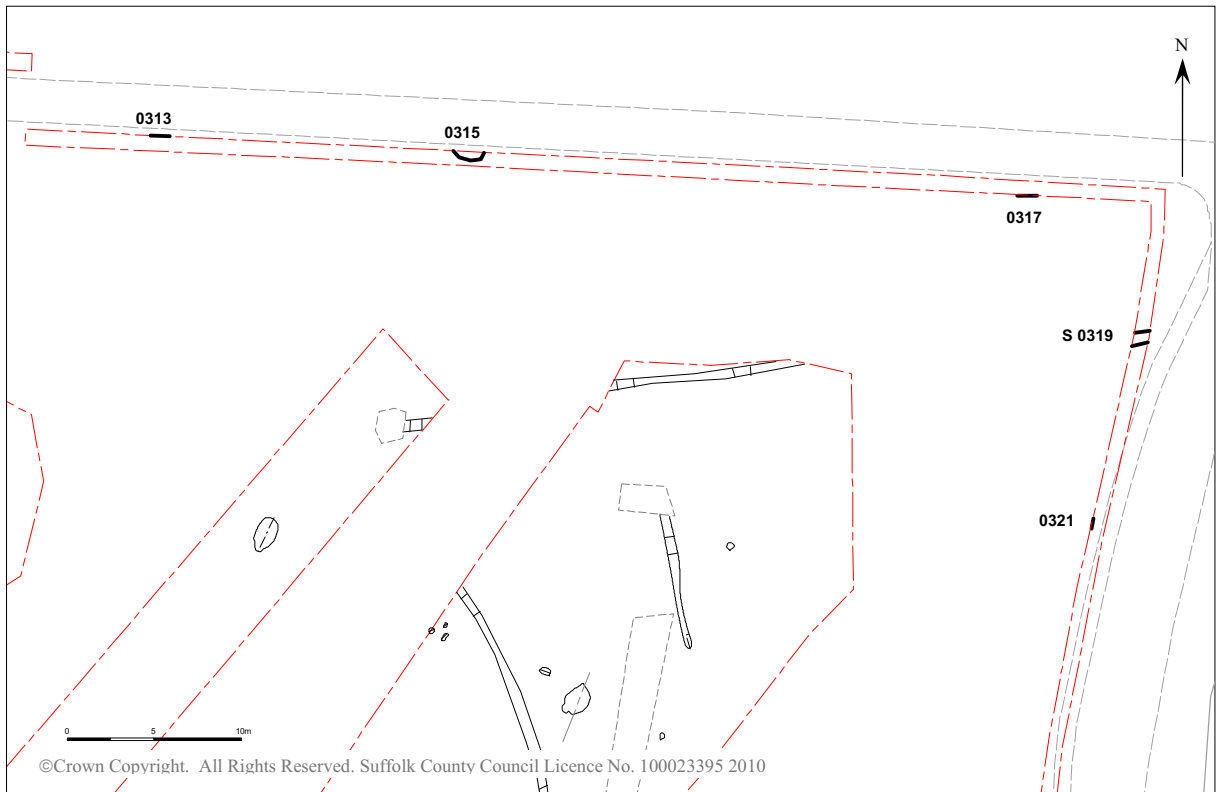 N
0313
0315
0317
S 0319
0321
0 5 10m
©Crown Copyright. All Rights Reserved. Suffolk County Council Licence No. 100023395 2010